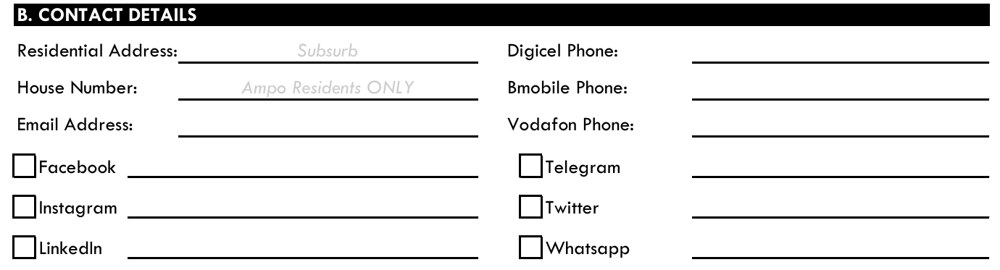 B. CONTACT DETAILS
Residential Address: Subsurb Digicel Phone:
House Number: Ampo Residents ONLY Bmobile Phone:
Email Address: Vodafon Phone:
Facebook Telegram
Instagram Twitter
LinkedIn Whatsapp